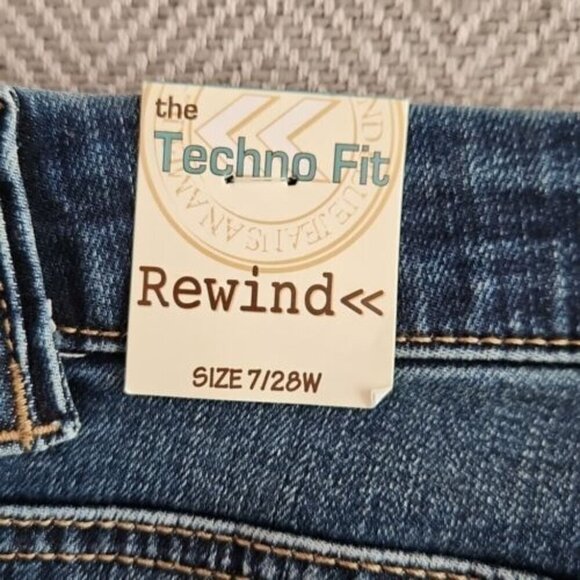 the
Techno Fit
Rewind<<
SIZE 7/28W